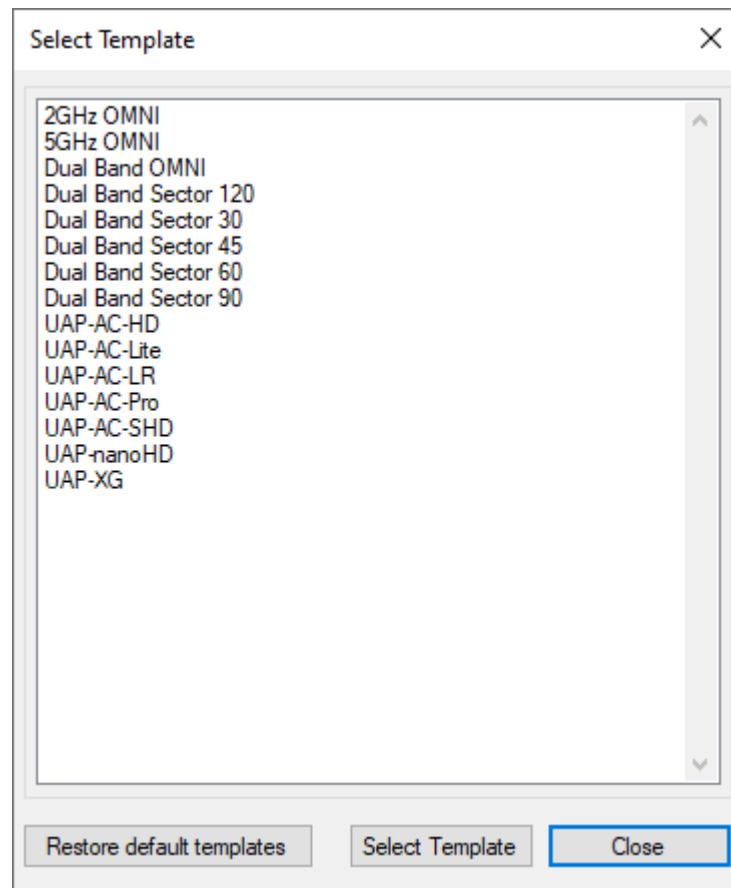 Select Template
2GHz OMNI
5GHz OMNI
Dual Band OMNI
Dual Band Sector 120
Dual Band Sector 30
Dual Band Sector 45
Dual Band Sector 60
Dual Band Sector 90
UAP-AC-HD
UAP-AC-Lite
UAP-AC-LR
UAP-AC-Pro
UAP-AC-SHD
UAP-nanoHD
UAP-XG
Restore default templates Select Template Close